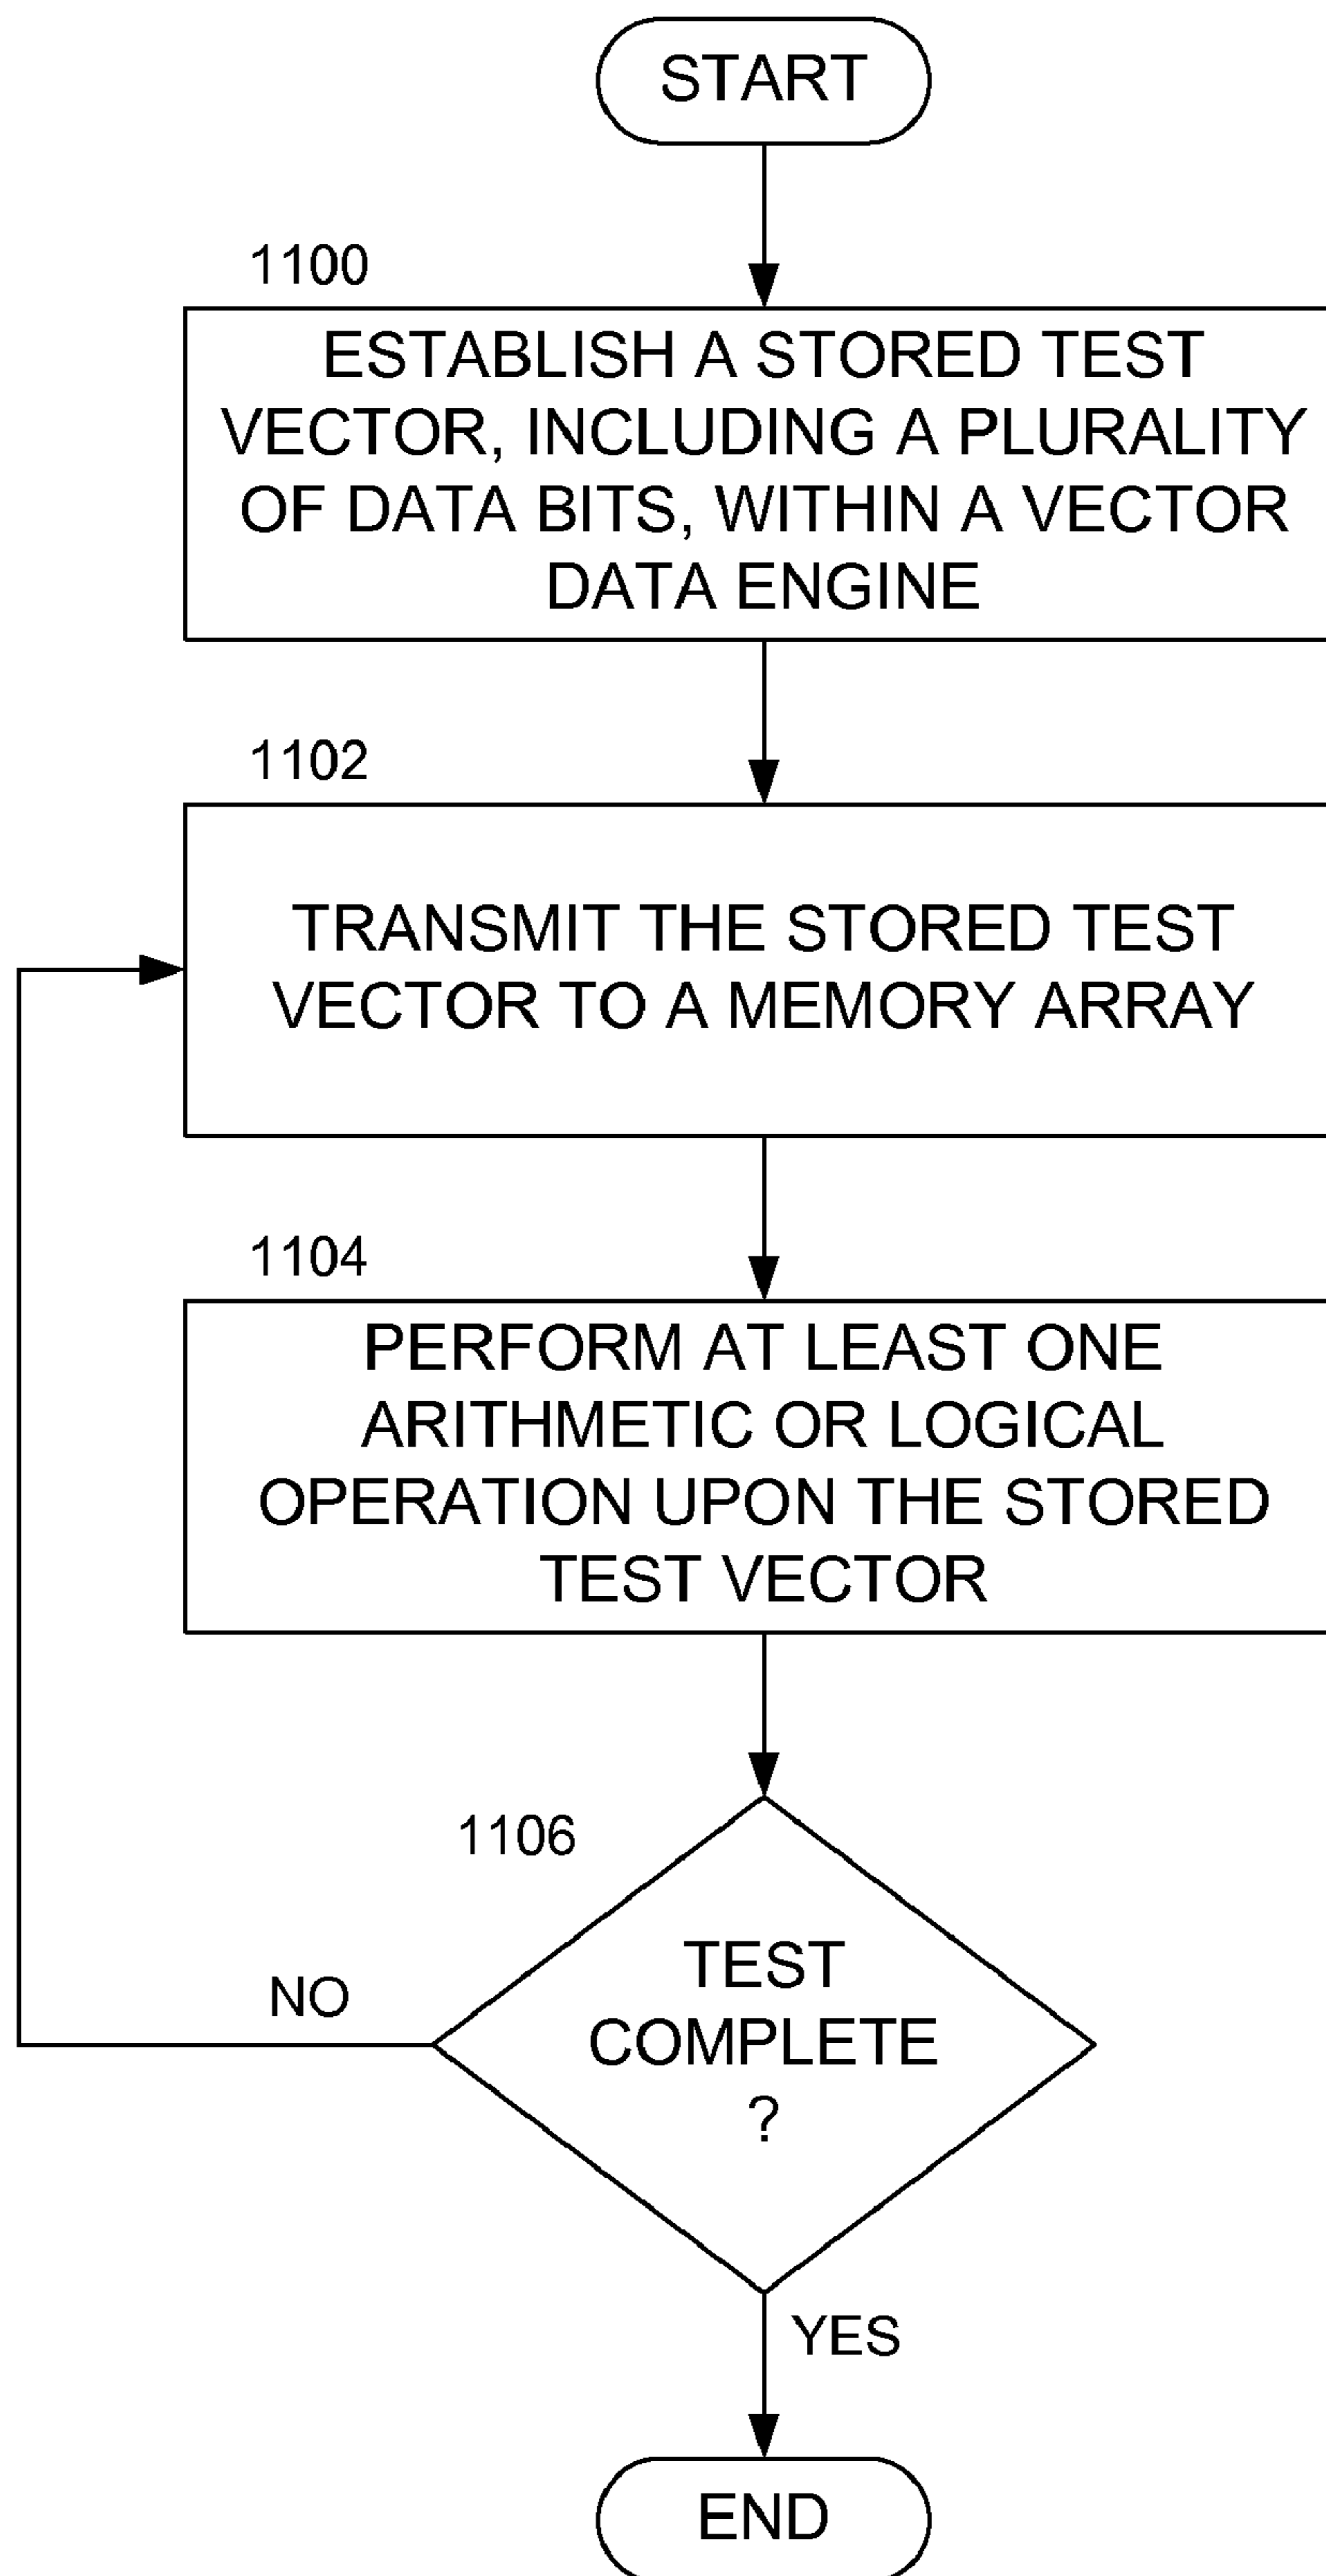 START
1100
ESTABLISH A STORED TEST
VECTOR, INCLUDING A PLURALITY
OF DATA BITS, WITHIN A VECTOR
DATA ENGINE
1102
TRANSMIT THE STORED TEST
VECTOR TO A MEMORY ARRAY
1104
PERFORM AT LEAST ONE
ARITHMETIC OR LOGICAL
OPERATION UPON THE STORED
TEST VECTOR
1106
TEST
COMPLETE
?
NO
YES
END